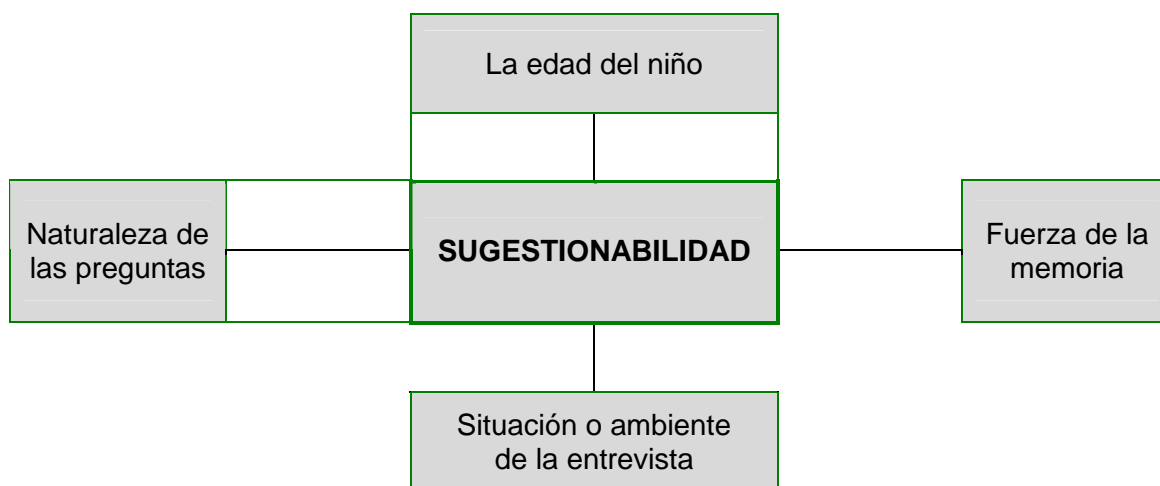 La edad del niño
Naturaleza de
las preguntas
SUGESTIONABILIDAD
Fuerza de la
memoria
Situación o ambiente
de la entrevista